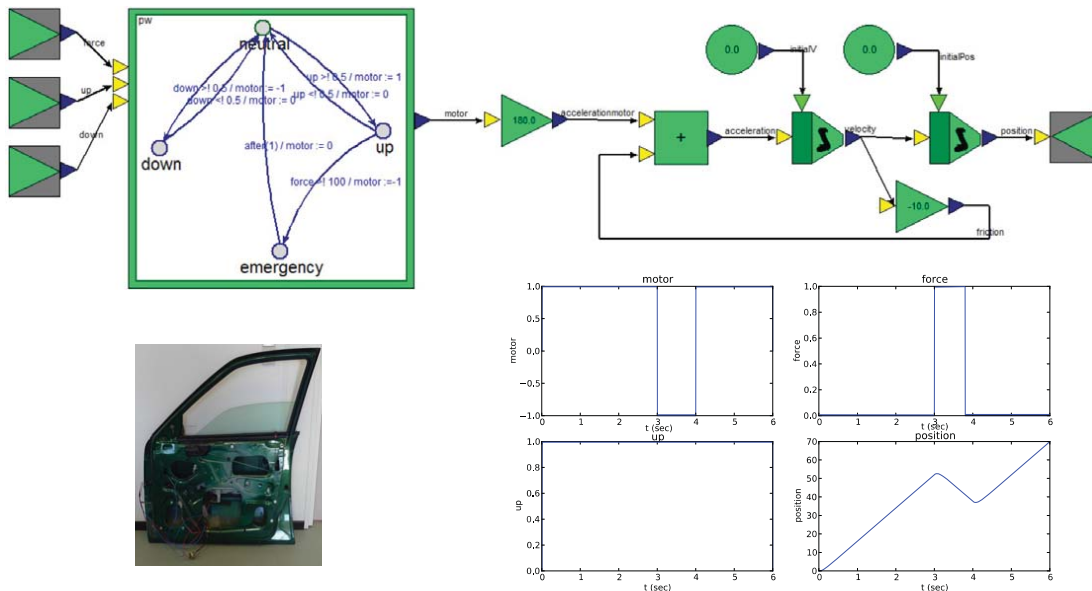 pw
force
up
down
neutral
up >! 0.5 / motor := 1
down >! 0.5 / motor := -1
up <! 0.5 / motor := 0
down <! 0.5 / motor := 0
down
up
after(1) / motor := 0
force >! 100 / motor :=-1
emergency
motor
180.0
accelerationmotor
+
acceleration
0.0
initialV
velocity
0.0
initialPos
position
-10.0
friction
motor
1.0
0.5
0.0
−0.5
−1.0
motor
0 1 2 3 4 5 6
t (sec)
force
1.0
0.8
0.6
0.4
0.2
0.0
force
0 1 2 3 4 5 6
t (sec)
up
1.0
0.8
0.6
0.4
0.2
0.0
up
0 1 2 3 4 5 6
t (sec)
position
70
60
50
40
30
20
10
0
position
0 1 2 3 4 5 6
t (sec)